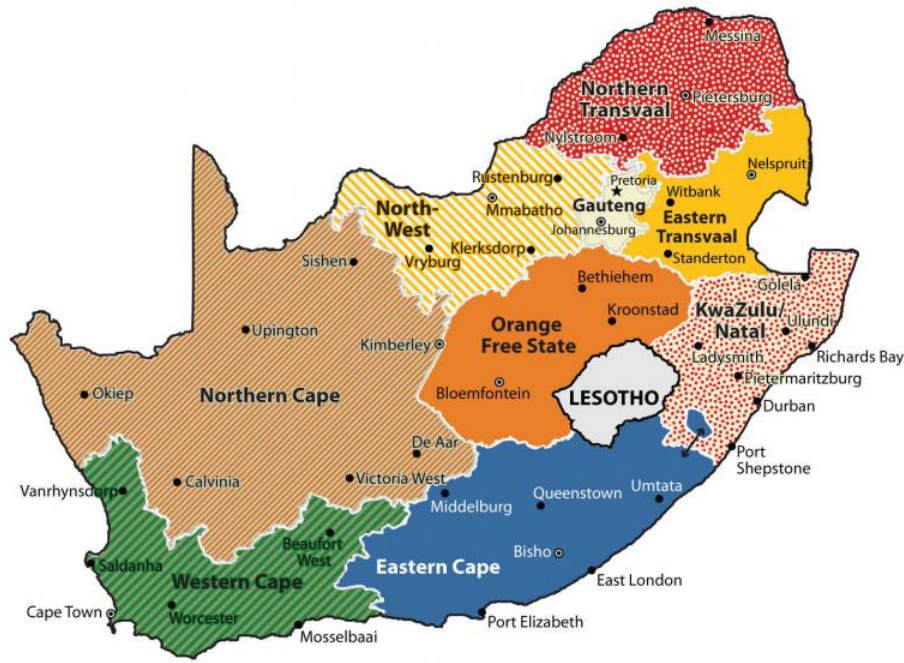 Messina
Northern
Transvaal
Pietersburg
Nylstroom
Nelspruit
Rustenburg
Pretoria
Witbank
Mmabatho
Gauteng
North-
West
Johannesburg
Eastern
Transvaal
Klerksdorp
Vryburg
Standerton
Sishen
Bethiehem
Golela
KwaZulu/
Natal
Kroonstad
Ulundi
Orange
Free State
Upington
Kimberley
Ladysmith
Richards Bay
Pietermaritzburg
Okiep
Northern Cape
Bloemfontein
LESOTHO
Durban
De Aar
Port
Shepstone
Calvinia
Victoria West
Vanrhynsdorp
Middelburg
Queenstown
Umtata
Beaufort
West
Bisho
Saldanha
Western Cape
Eastern Cape
East London
Cape Town
Worcester
Mosselbaai
Port Elizabeth